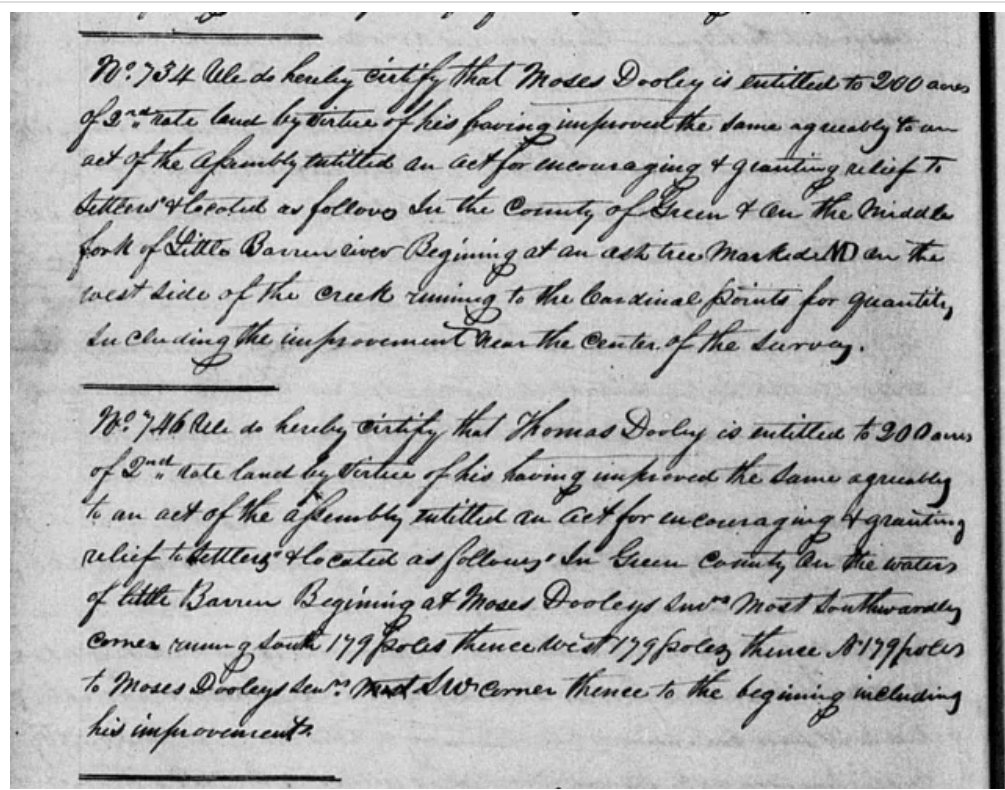 No. 734 We do hereby certify that Moses Dooley is entitled to 200 acres
of 2nd rate land by virtue of his having improved the same agreeably to an
act of the assembly entitled an act for encouraging & granting relief to
settlers & located as follows In the County of Green & on the Middle
fork of Little Barren river Begining at an ash tree Marked MD on the
west side of the creek runing to the Cardinal points for quantity
Including the improvement Near the Center of the survey.
No. 746 We do hereby certify that Thomas Dooley is entitled to 200 acres
of 2nd rate land by virtue of his having improved the same agreeably
to an act of the assembly entitled an act for encouraging & granting
relief to settlers & located as follows In Green County on the waters
of little Barren Begining at Moses Dooleys Most Southwardly
corner runing South 179 poles thence West 179 poles thence N 179 poles
to Moses Dooleys SW corner thence to the begining including
his improvements.